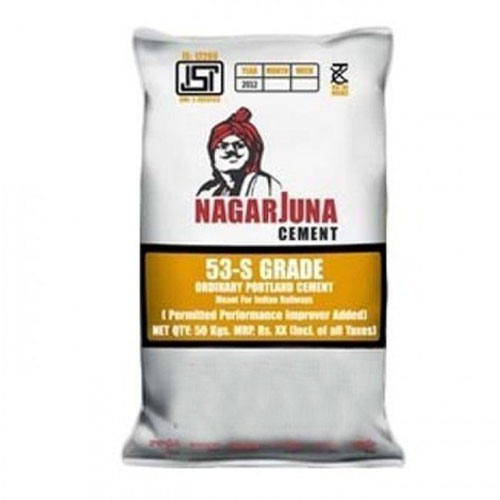 IS: 12269
ISI
YEAR MONTH WEEK
2012
NAGARJUNA
CEMENT
53-S GRADE
ORDINARY PORTLAND CEMENT
Meant For Indian Railways
( Permitted Performance Improver Added)
NET QTY: 50 Kgs. MRP: Rs. XX (Incl. of all Taxes)